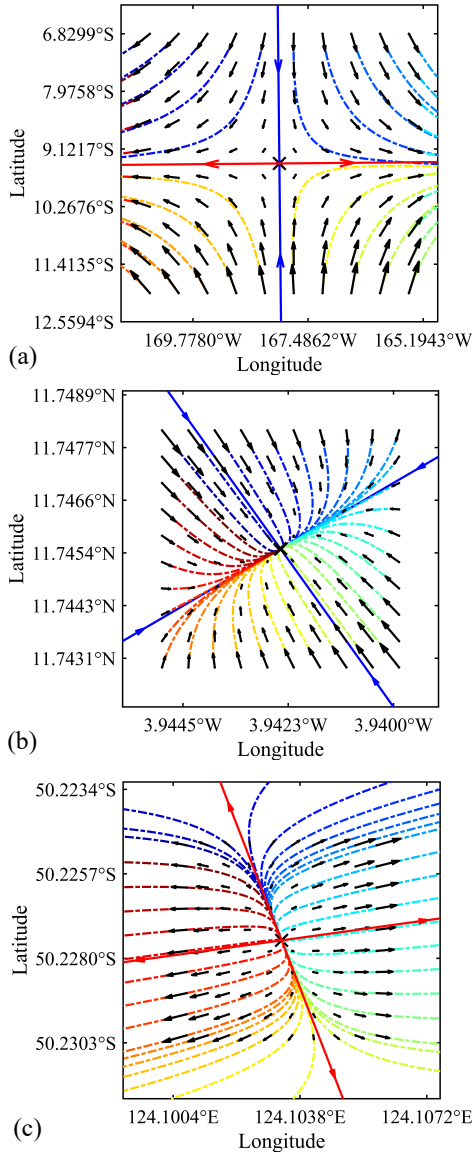 6.8299°S
7.9758°S
9.1217°S
10.2676°S
11.4135°S
12.5594°S
Latitude
169.7780°W 167.4862°W 165.1943°W
Longitude
(a)
11.7489°N
11.7477°N
11.7466°N
11.7454°N
11.7443°N
11.7431°N
Latitude
3.9445°W 3.9423°W 3.9400°W
Longitude
(b)
50.2234°S
50.2257°S
50.2280°S
50.2303°S
Latitude
124.1004°E 124.1038°E 124.1072°E
Longitude
(c)